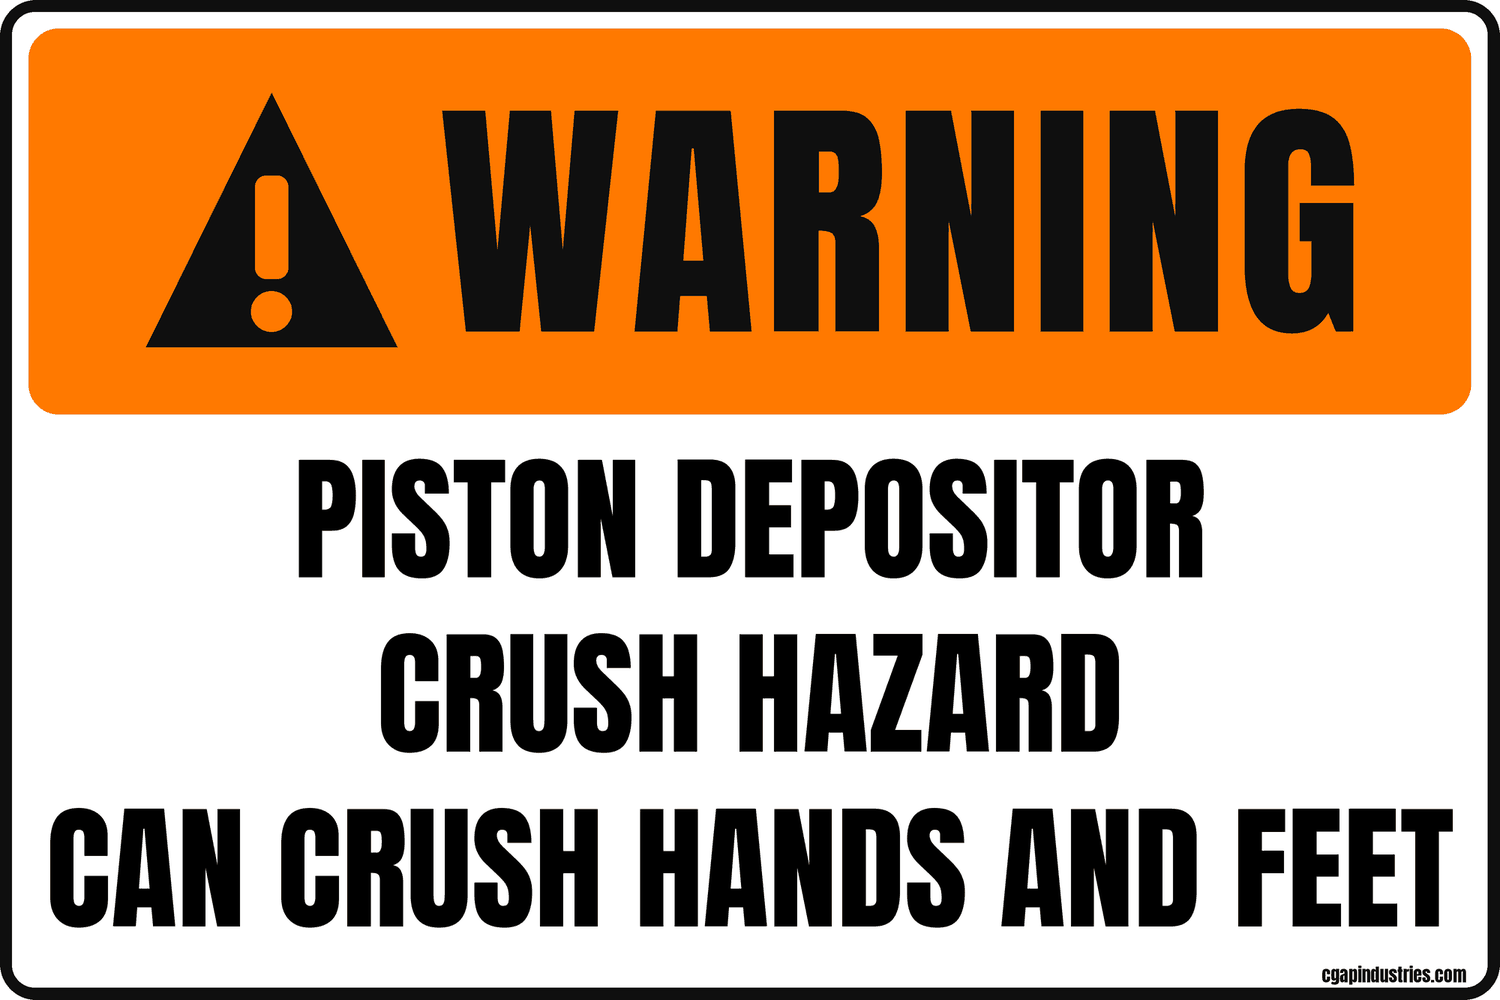 WARNING
PISTON DEPOSITOR
CRUSH HAZARD
CAN CRUSH HANDS AND FEET
cgapindustries.com